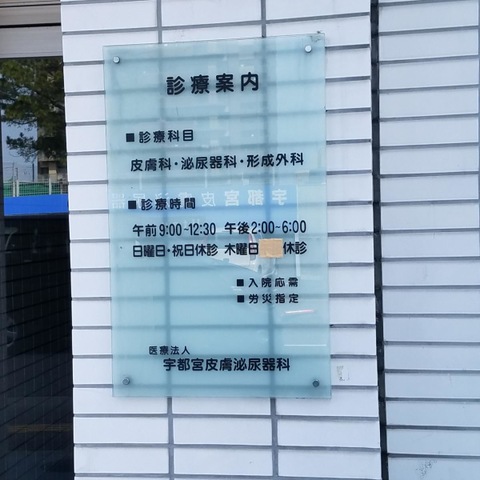 診療案内
■診療科目
皮膚科・泌尿器科・形成外科
■診療時間
午前9:00~12:30 午後2:00~6:00
日曜日・祝日休診 木曜日 休診
■入院応需
■労災指定
医療法人
宇都宮皮膚泌尿器科